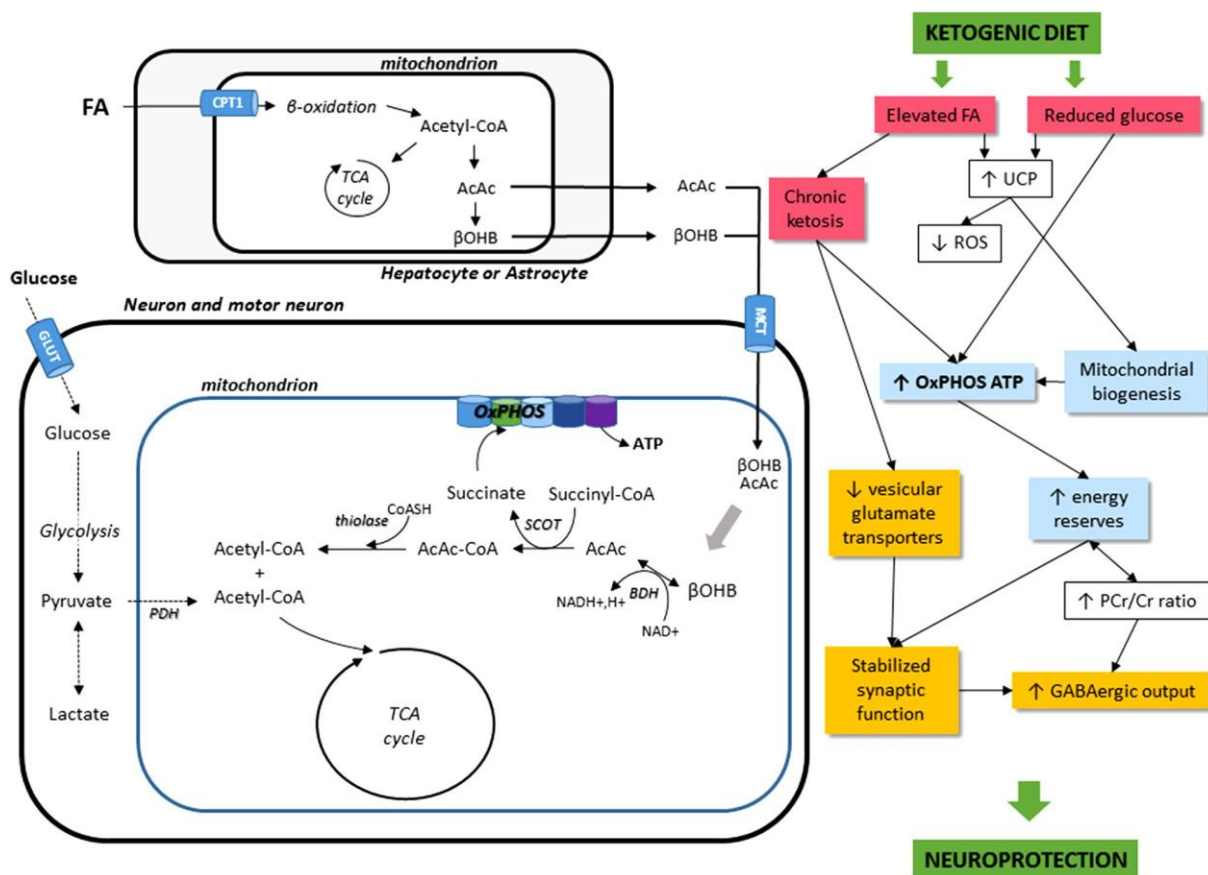 mitochondrion
FA
CPT1
β-oxidation
Acetyl-CoA
TCA
cycle
AcAc
βOHB
AcAc
βOHB
Hepatocyte or Astrocyte
Glucose
GLUT
Neuron and motor neuron
MCT
mitochondrion
OxPHOS
ATP
βOHB
AcAc
Glucose
Glycolysis
Pyruvate
Lactate
PDH
Succinate
Succinyl-CoA
SCOT
CoASH
thiolase
Acetyl-CoA
+
Acetyl-CoA
AcAc-CoA
AcAc
βOHB
BDH
NADH+,H+
NAD+
TCA
cycle
KETOGENIC DIET
Elevated FA
Reduced glucose
Chronic
ketosis
↑ UCP
↓ ROS
↑ OxPHOS ATP
Mitochondrial
biogenesis
↓ vesicular
glutamate
transporters
↑ energy
reserves
↑ PCr/Cr ratio
Stabilized
synaptic
function
↑ GABAergic output
NEUROPROTECTION